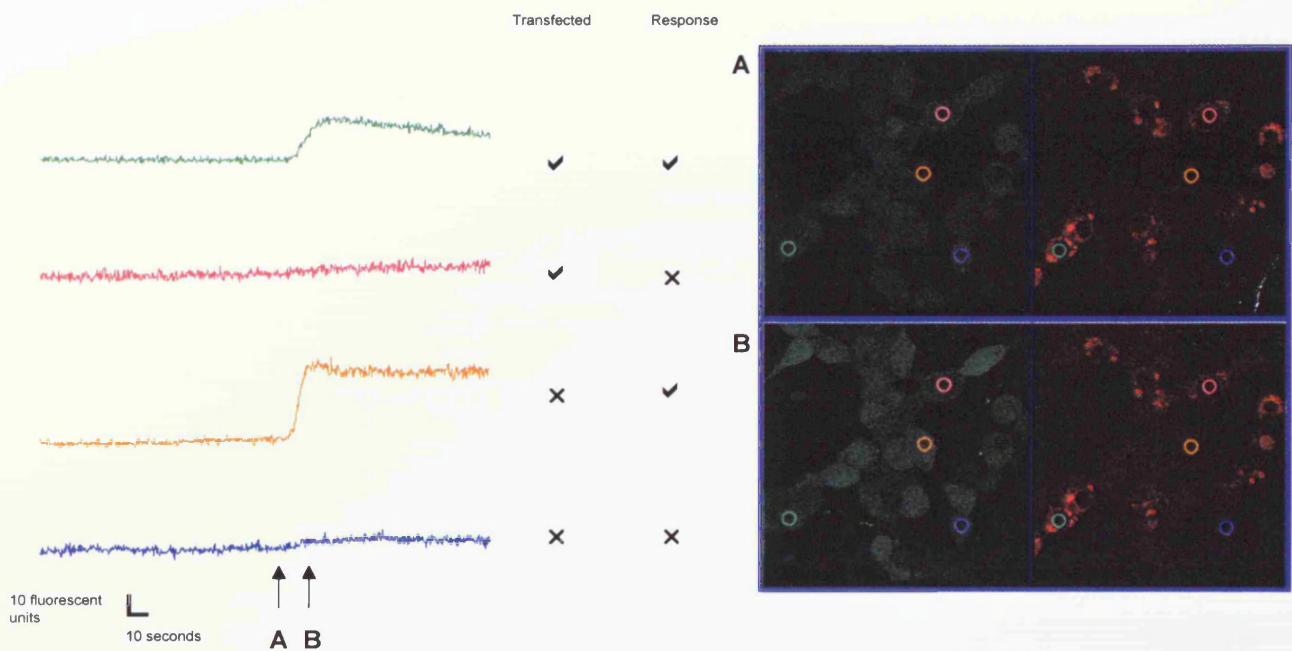 Transfected Response
A
B
10 fluorescent
units
10 seconds
A B